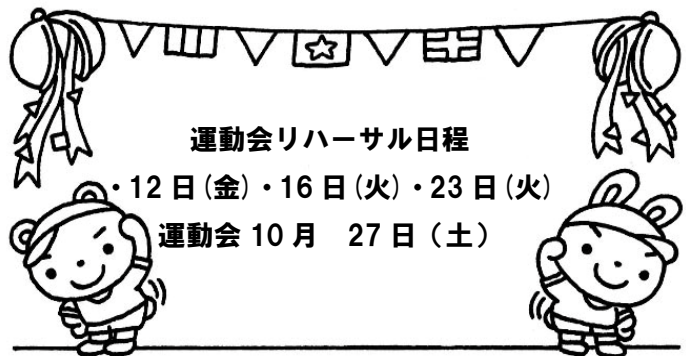 運動会リハーサル日程
・12日(金)・16日(火)・23日(火)
運動会10月　27日（土）